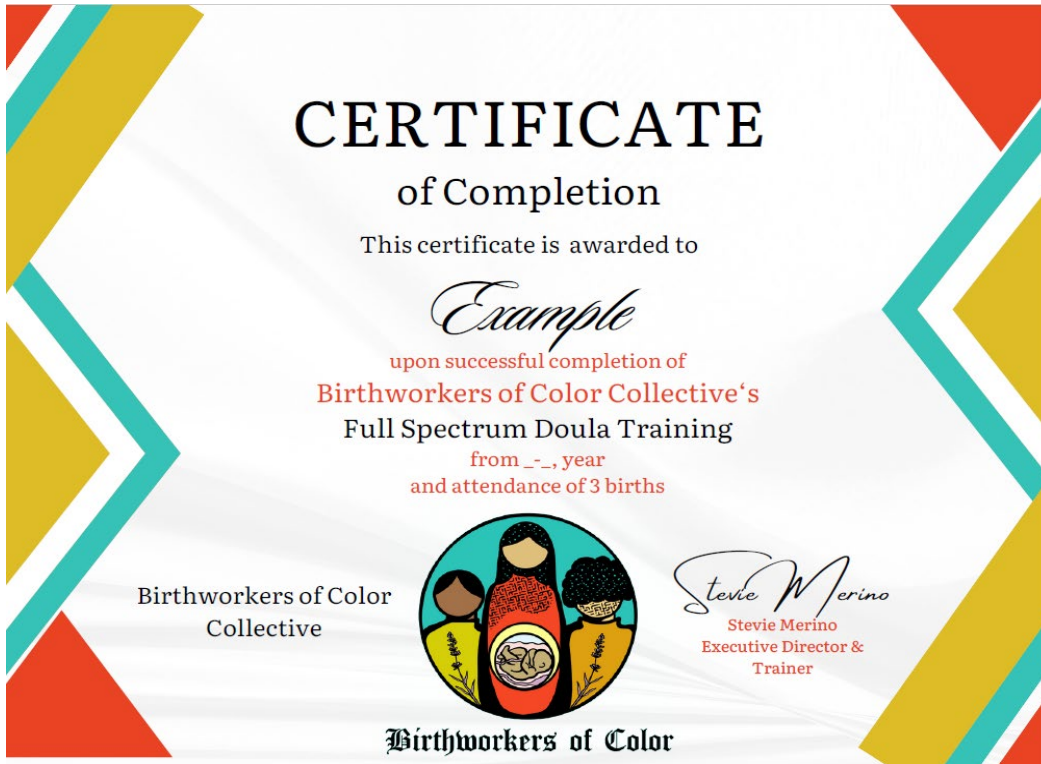 CERTIFICATE
of Completion
This certificate is awarded to
Example
upon successful completion of
Birthworkers of Color Collective‘s
Full Spectrum Doula Training
from _-_, year
and attendance of 3 births
Birthworkers of Color
Collective
Stevie Merino
Stevie Merino
Executive Director &
Trainer
Birthworkers of Color